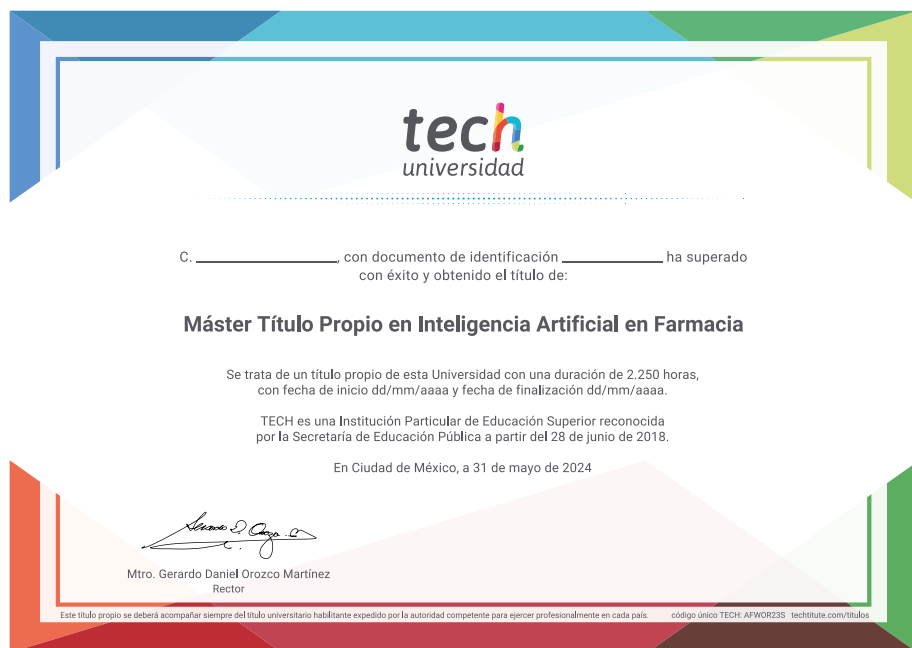 tech
universidad
C. ____________, con documento de identificación ____________ ha superado
con éxito y obtenido el título de:
Máster Título Propio en Inteligencia Artificial en Farmacia
Se trata de un título propio de esta Universidad con una duración de 2.250 horas,
con fecha de inicio dd/mm/aaaa y fecha de finalización dd/mm/aaaa.
TECH es una Institución Particular de Educación Superior reconocida
por la Secretaría de Educación Pública a partir del 28 de junio de 2018.
En Ciudad de México, a 31 de mayo de 2024
Mtro. Gerardo Daniel Orozco Martínez
Rector
Este título propio se deberá acompañar siempre del título universitario habilitante expedido por la autoridad competente para ejercer profesionalmente en cada país. código único TECH: AFWOR23S techtitute.com/titulos